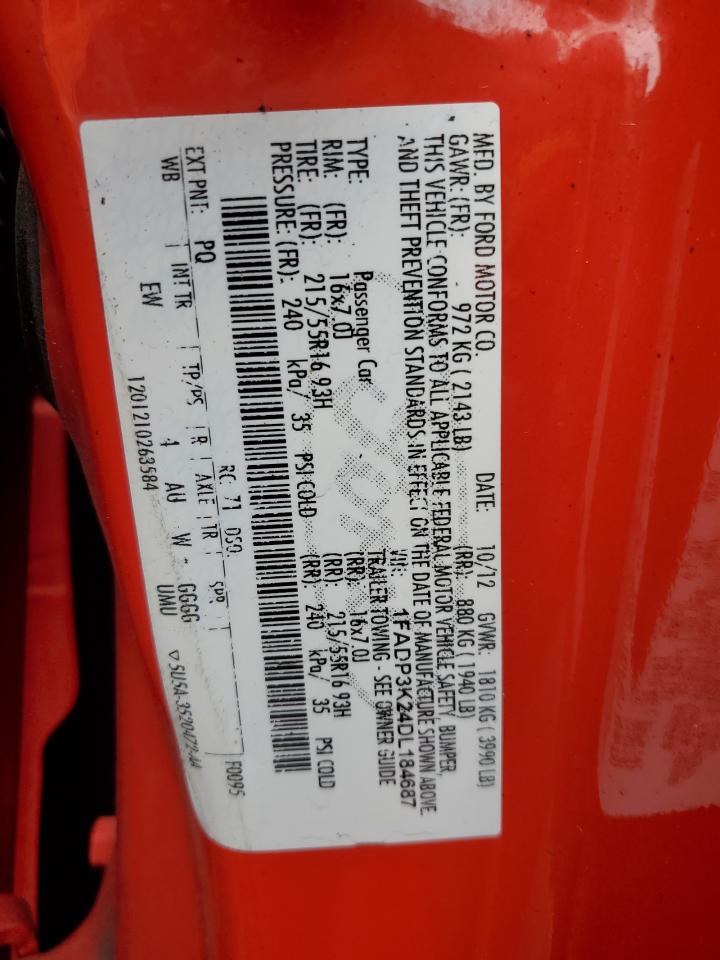 MFD. BY FORD MOTOR CO. DATE: 10/12 GVWR: 1810 KG ( 3990 LB)
GAWR: (FR): 972 KG ( 2143 LB) (RR): 880 KG ( 1940 LB)
THIS VEHICLE CONFORMS TO ALL APPLICABLE FEDERAL MOTOR VEHICLE SAFETY, BUMPER,
AND THEFT PREVENTION STANDARDS IN EFFECT ON THE DATE OF MANUFACTURE SHOWN ABOVE.
VIN: 1FADP3K24DL184687
TYPE: Passenger Car TRAILER TOWING - SEE OWNER GUIDE
RIM: (FR): 16x7.0J (RR): 16x7.0J
TIRE: (FR): 215/55R16 93H (RR): 215/55R16 93H
PRESSURE: (FR): 240 kPa/ 35 PSI COLD (RR): 240 kPa/ 35 PSI COLD
F0095
EXT PNT: PQ RC: 71 DSO:
WB INT TR TP/PS R AXLE TR SPR
EW 4 AU W - GGGG UMU
1201210263584 ▽5U5A-3520472-AA